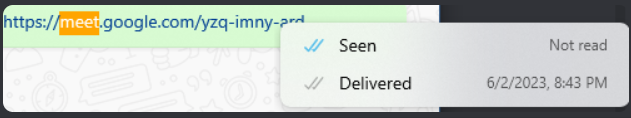 https://meet.google.com/yzq-imny-ard
Seen Not read
Delivered 6/2/2023, 8:43 PM